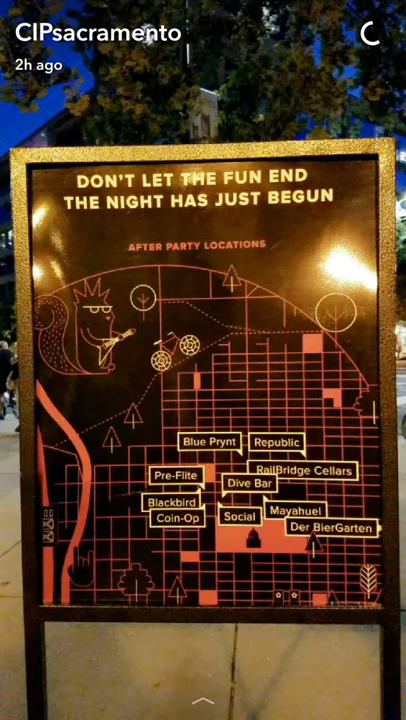 CIPsacramento
2h ago
DON'T LET THE FUN END
THE NIGHT HAS JUST BEGUN
AFTER PARTY LOCATIONS
Blue Prynt
Republic
RailBridge Cellars
Pre-Flite
Dive Bar
Blackbird
Mayahuel
Coin-Op
Social
Der BierGarten